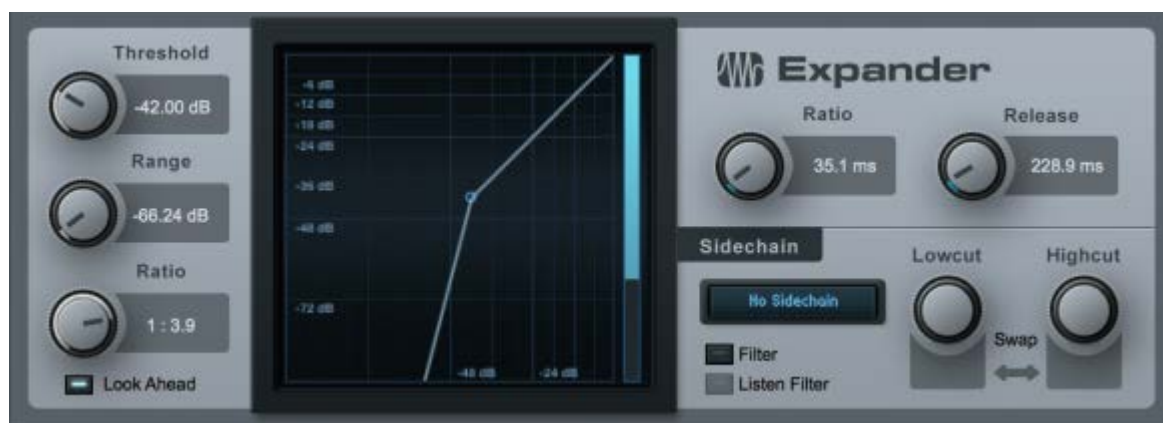 Threshold
-42.00 dB
Range
-66.24 dB
Ratio
1 : 3.9
Look Ahead
-6 dB
-12 dB
-18 dB
-24 dB
-36 dB
-48 dB
-72 dB
-48 dB
-24 dB
Expander
Ratio
35.1 ms
Release
228.9 ms
Sidechain
No Sidechain
Filter
Listen Filter
Lowcut
Highcut
Swap